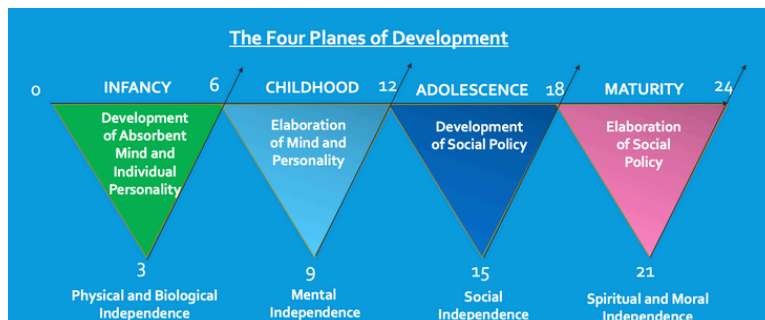 The Four Planes of Development
0 INFANCY 6 CHILDHOOD 12 ADOLESCENCE 18 MATURITY 24
Development
of Absorbent
Mind and
Individual
Personality
Elaboration
of Mind and
Personality
Development
of Social Policy
Elaboration
of Social
Policy
3
9
15
21
Physical and Biological
Independence
Mental
Independence
Social
Independence
Spiritual and Moral
Independence